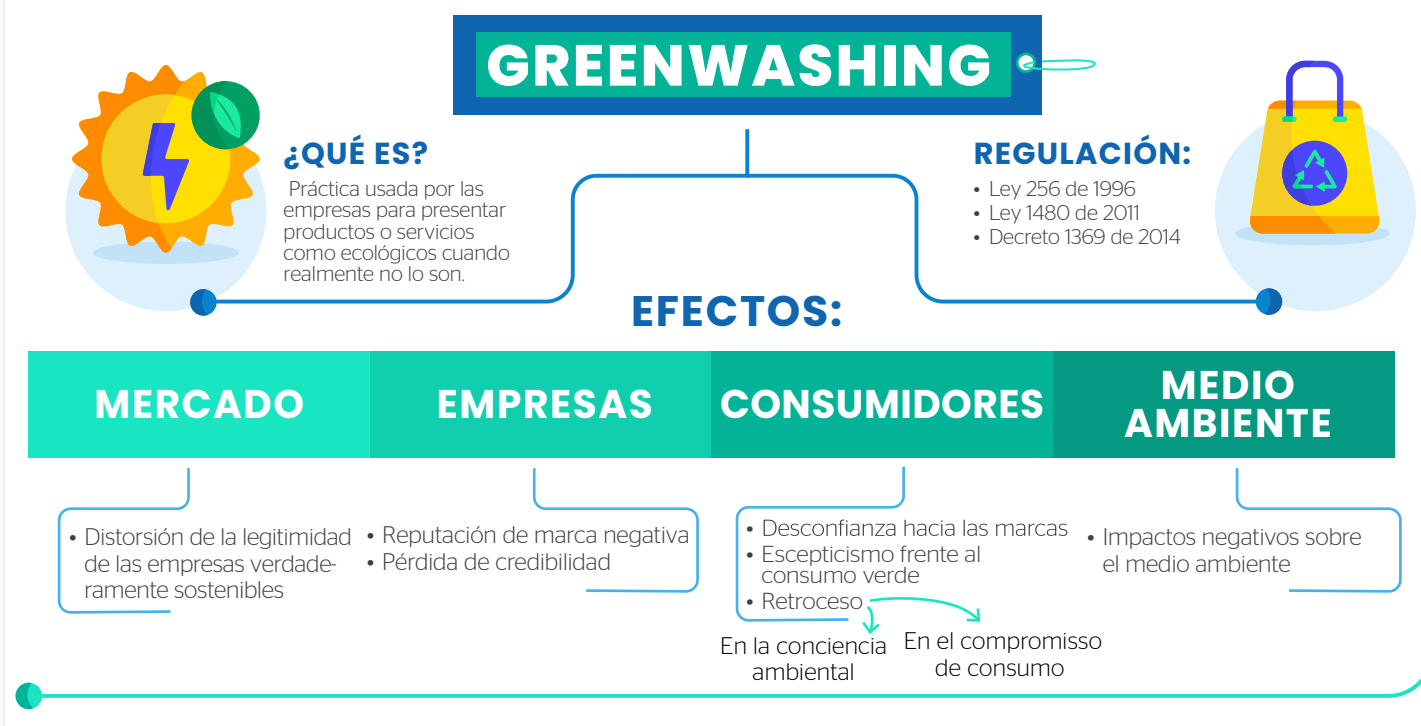 GREENWASHING
¿QUÉ ES?
Práctica usada por las
empresas para presentar
productos o servicios
como ecológicos cuando
realmente no lo son.
REGULACIÓN:
• Ley 256 de 1996
• Ley 1480 de 2011
• Decreto 1369 de 2014
EFECTOS:
MERCADO
• Distorsión de la legitimidad
de las empresas verdade-
ramente sostenibles
EMPRESAS
• Reputación de marca negativa
• Pérdida de credibilidad
CONSUMIDORES
• Desconfianza hacia las marcas
• Escepticismo frente al
consumo verde
• Retroceso
En la conciencia
ambiental
En el compromisso
de consumo
MEDIO
AMBIENTE
• Impactos negativos sobre
el medio ambiente